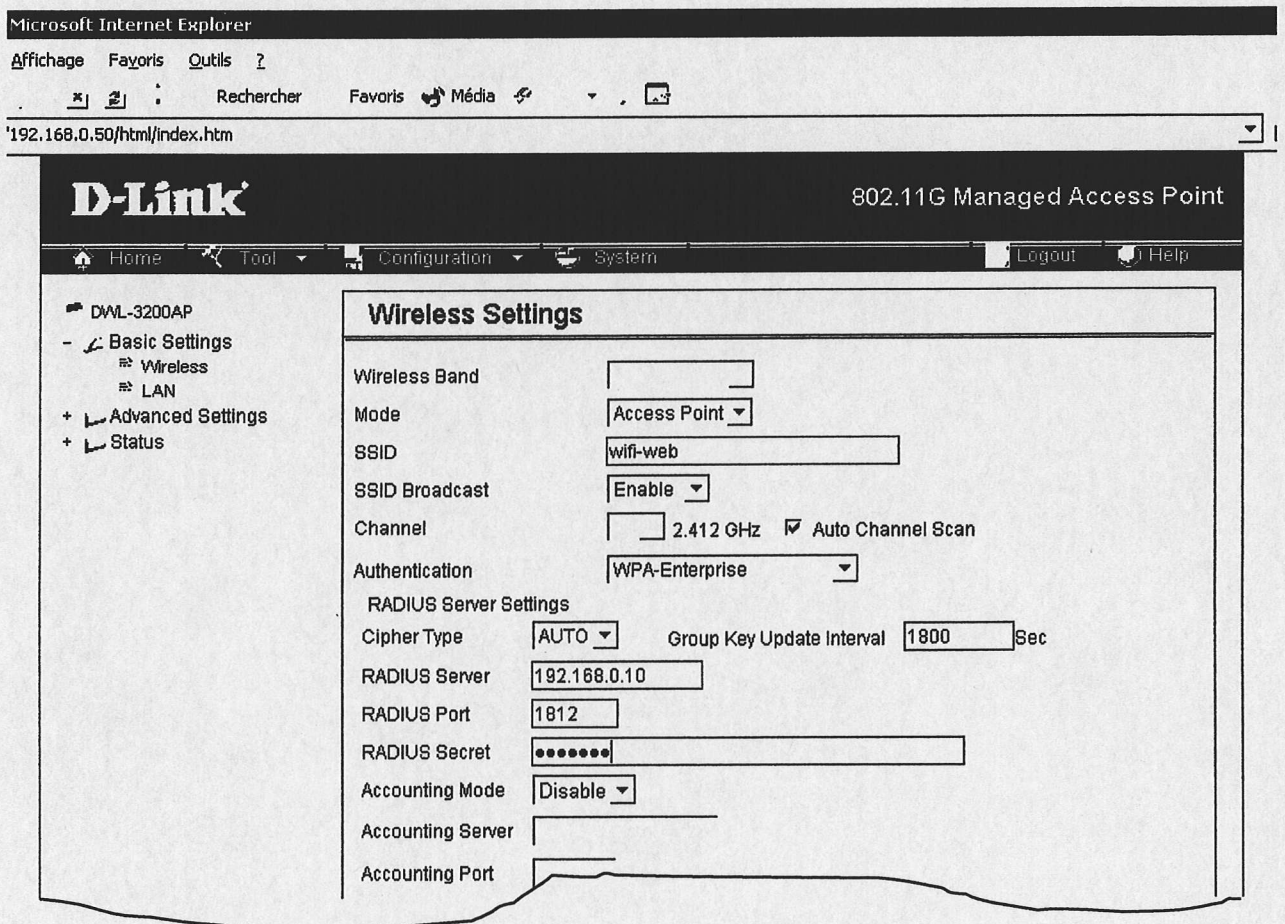 Microsoft Internet Explorer
Affichage Favoris Outils ?
Rechercher Favoris Média
'192.168.0.50/html/index.htm
D-Link
802.11G Managed Access Point
Home Tool Configuration System Logout Help
DWL-3200AP
- Basic Settings
Wireless
LAN
+ Advanced Settings
+ Status
Wireless Settings
Wireless Band
Mode Access Point
SSID wifi-web
SSID Broadcast Enable
Channel 2.412 GHz Auto Channel Scan
Authentication WPA-Enterprise
RADIUS Server Settings
Cipher Type AUTO Group Key Update Interval 1800 Sec
RADIUS Server 192.168.0.10
RADIUS Port 1812
RADIUS Secret •••••••
Accounting Mode Disable
Accounting Server
Accounting Port